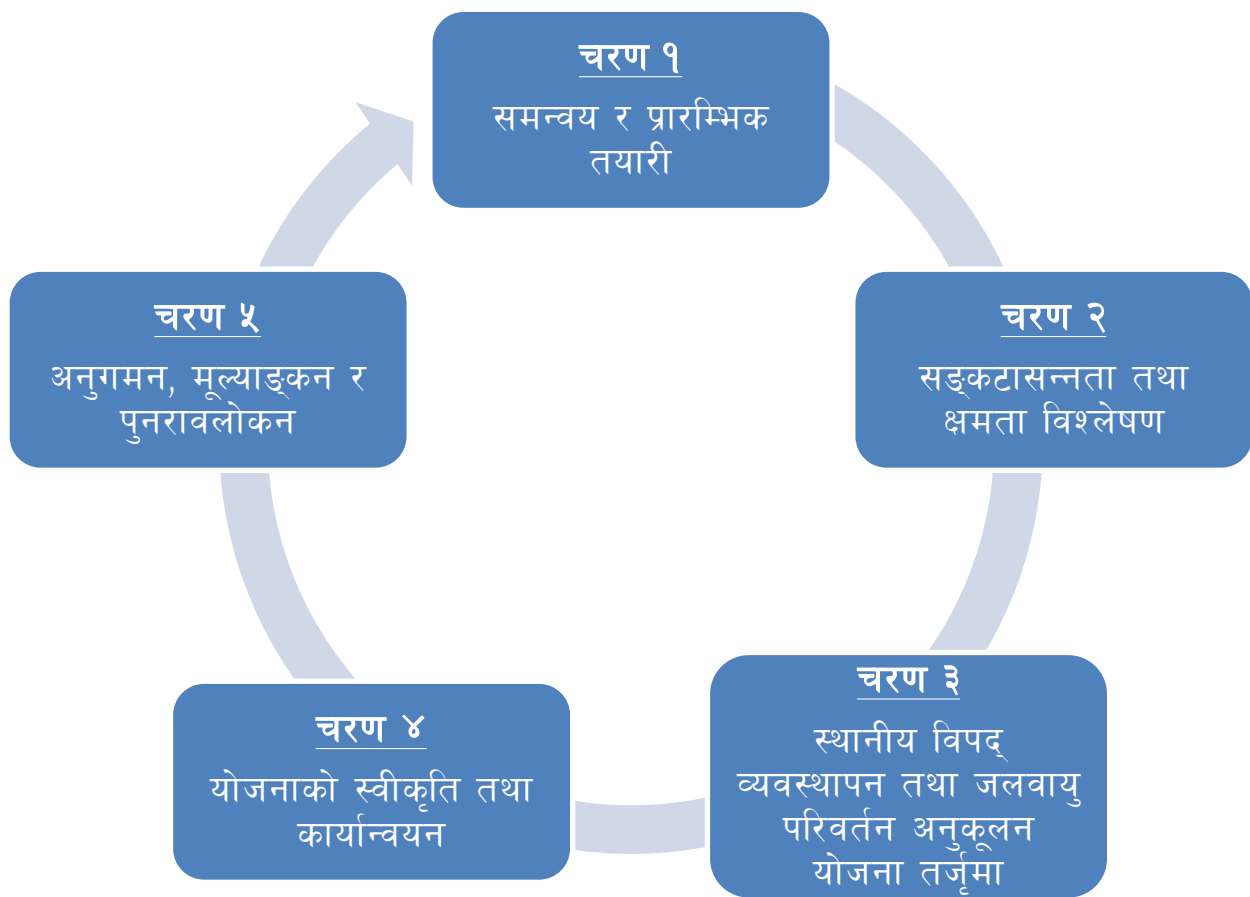 चरण १
समन्वय र प्रारम्भिक
तयारी
चरण २
सङ्कटासन्नता तथा
क्षमता विश्लेषण
चरण ३
स्थानीय विपद्
व्यवस्थापन तथा जलवायु
परिवर्तन अनुकूलन
योजना तर्जृमा
चरण ४
योजनाको स्वीकृति तथा
कार्यान्वयन
चरण ५
अनुगमन, मूल्याङ्कन र
पुनरावलोकन